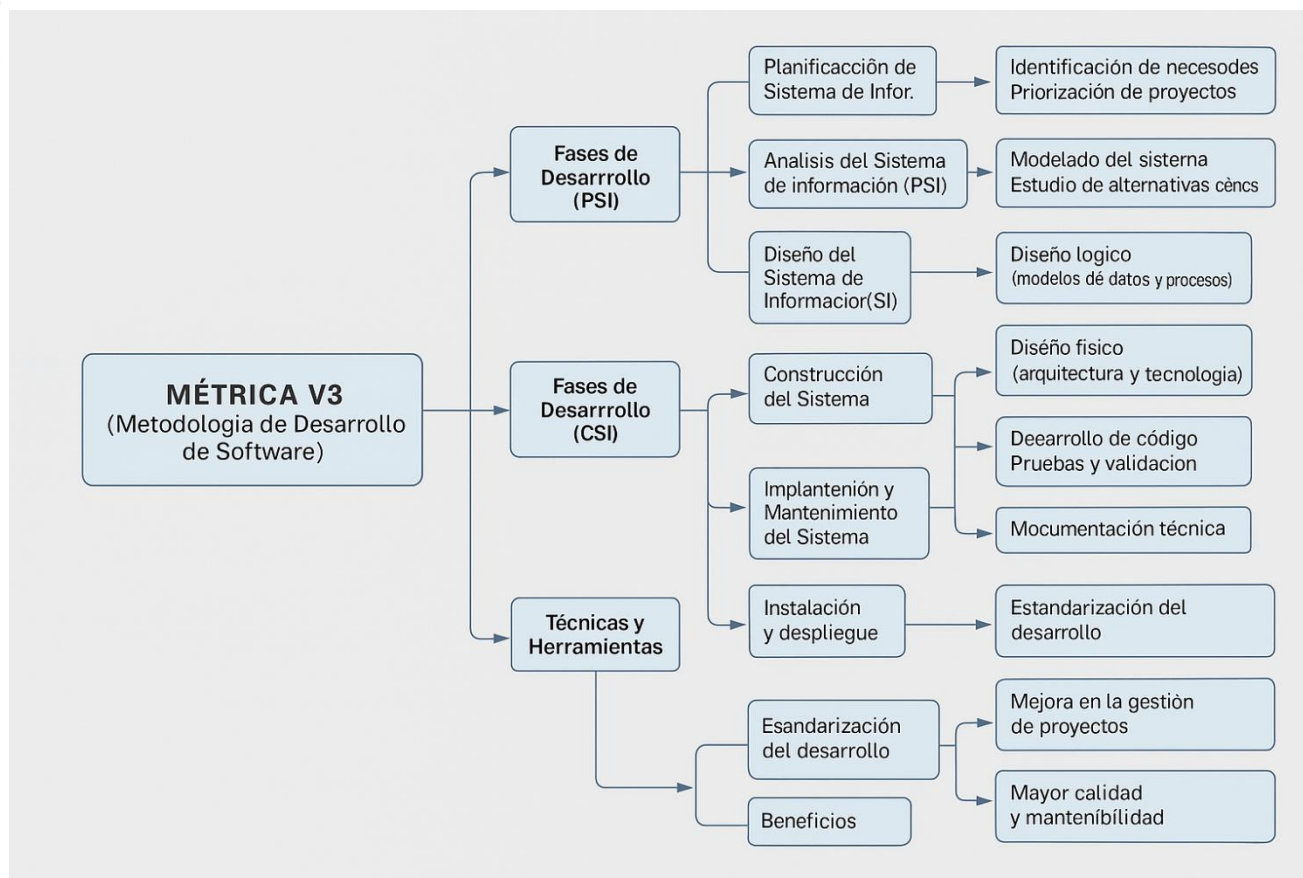 MÉTRICA V3
(Metodologia de Desarrollo
de Software)
Fases de
Desarrrollo
(PSI)
Planificaccîôn de
Sistema de Infor.
Identificación de necesodes
Priorización de proyectos
Analisis del Sistema
de información (PSI)
Modelado del sisterna
Estudio de alternativas cèncs
Diseño del
Sistema de
Informacior(SI)
Diseño logico
(modelos dé datos y procesos)
Fases de
Desarrrollo
(CSI)
Construcción
del Sistema
Diséño fisico
(arquitectura y tecnologia)
Deearrollo de código
Pruebas y validacion
Implantenión y
Mantenimiento
del Sistema
Mocumentación técnica
Instalación
y despliegue
Estandarización del
desarrollo
Técnicas y
Herramientas
Esandarización
del desarrollo
Mejora en la gestiòn
de proyectos
Mayor calidad
y manteníbílidad
Beneficios